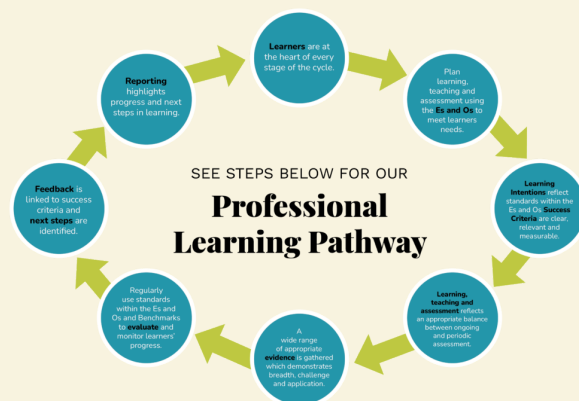 Learners are at
the heart of every
stage of the cycle.
Plan
learning,
teaching and
assessment using
the Es and Os to
meet learners
needs.
Learning
Intentions reflect
standards within the
Es and Os Success
Criteria are clear,
relevant and
measurable.
Learning,
teaching and
assessment reflects
an appropriate balance
between ongoing
and periodic
assessment.
A
wide range
of appropriate
evidence is gathered
which demonstrates
breadth, challenge
and application.
Regularly
use standards
within the Es and
Os and Benchmarks
to evaluate and
monitor learners'
progress.
Feedback is
linked to success
criteria and
next steps are
identified.
Reporting
highlights
progress and next
steps in learning.
SEE STEPS BELOW FOR OUR
Professional
Learning Pathway